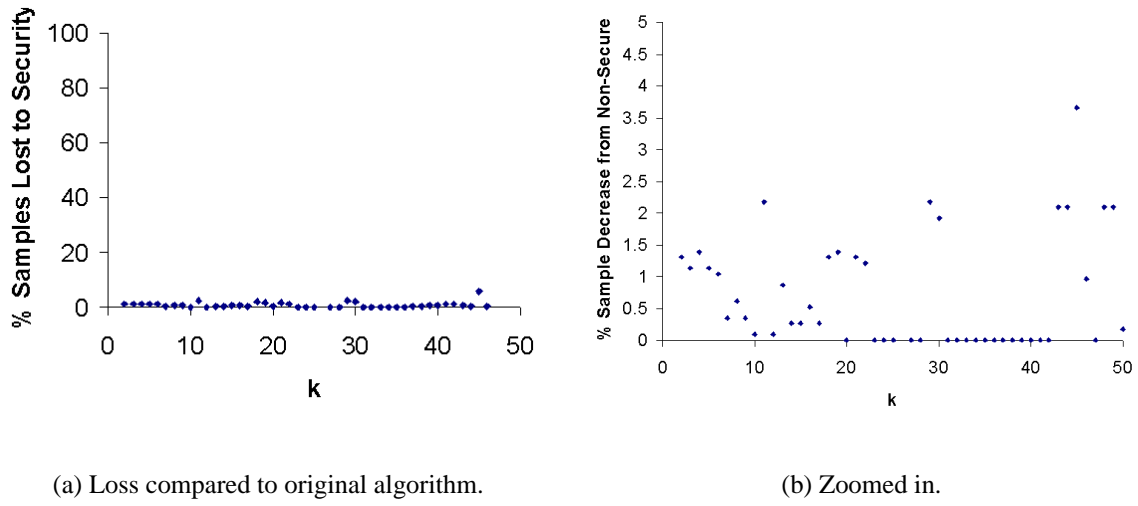 % Samples Lost to Security
100
80
60
40
20
0
0 10 20 30 40 50
k
(a) Loss compared to original algorithm.
% Sample Decrease from Non-Secure
5
4.5
4
3.5
3
2.5
2
1.5
1
0.5
0
0 10 20 30 40 50
k
(b) Zoomed in.